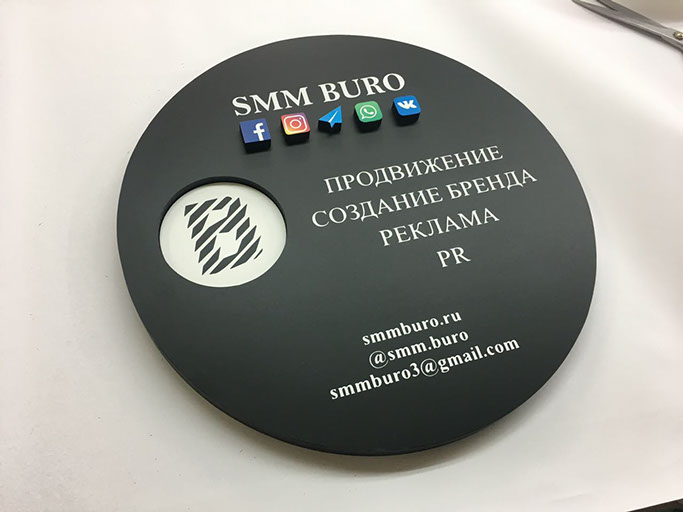 SMM BURO
ПРОДВИЖЕНИЕ
СОЗДАНИЕ БРЕНДА
РЕКЛАМА
PR
smmburo.ru
@smm.buro
smmburo3@gmail.com